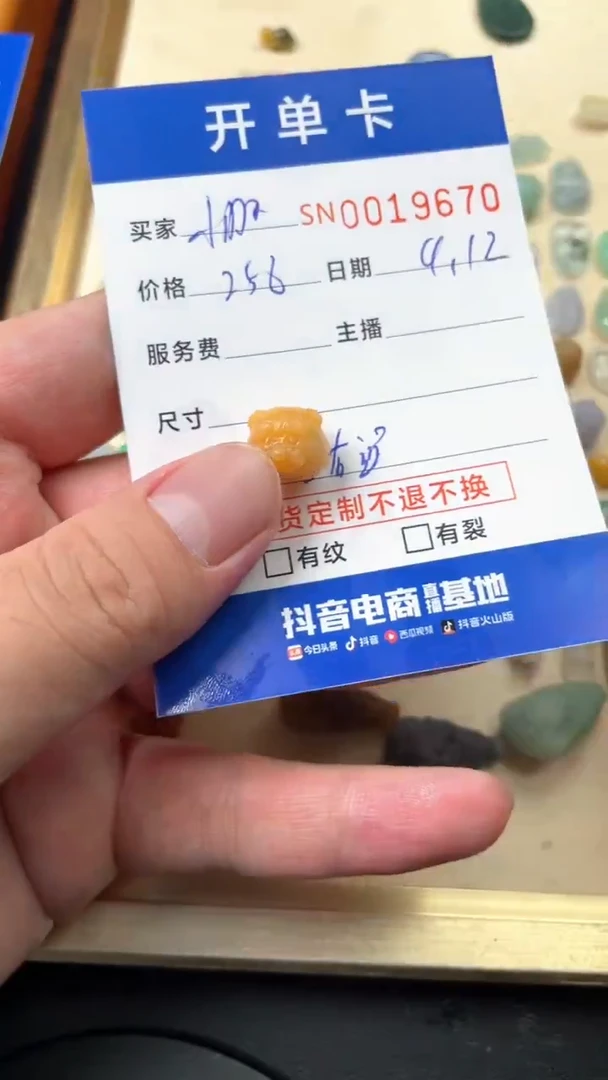 开单卡
买家 SN0019670
价格 256 日期 4.12
服务费 主播
尺寸
货定制不退不换
有纹 有裂
抖音电商直播基地
今日头条 抖音 西瓜视频 抖音火山版